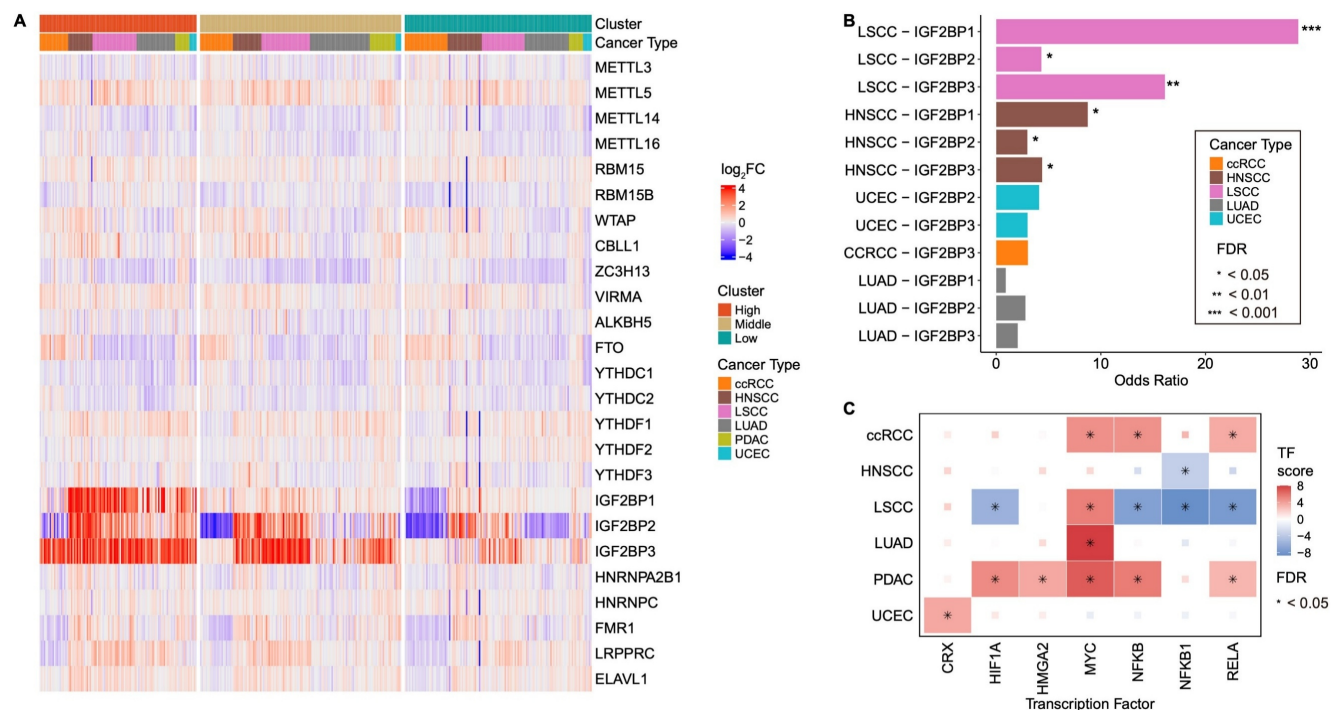 A
Cluster
Cancer Type
METTL3
METTL5
METTL14
METTL16
RBM15
RBM15B
WTAP
CBLL1
ZC3H13
VIRMA
ALKBH5
FTO
YTHDC1
YTHDC2
YTHDF1
YTHDF2
YTHDF3
IGF2BP1
IGF2BP2
IGF2BP3
HNRNPA2B1
HNRNPC
FMR1
LRPPRC
ELAVL1
log2FC
4
2
0
−2
−4
Cluster
High
Middle
Low
Cancer Type
ccRCC
HNSCC
LSCC
LUAD
PDAC
UCEC
B
LSCC − IGF2BP1 ***
LSCC − IGF2BP2 *
LSCC − IGF2BP3 **
HNSCC − IGF2BP1 *
HNSCC − IGF2BP2 *
HNSCC − IGF2BP3 *
UCEC − IGF2BP2
UCEC − IGF2BP3
CCRCC − IGF2BP3
LUAD − IGF2BP1
LUAD − IGF2BP2
LUAD − IGF2BP3
0 10 20 30
Odds Ratio
Cancer Type
ccRCC
HNSCC
LSCC
LUAD
UCEC
FDR
* < 0.05
** < 0.01
*** < 0.001
C
ccRCC * * *
HNSCC *
LSCC * * * * *
LUAD *
PDAC * * * * *
UCEC *
CRX HIF1A HMGA2 MYC NFKB NFKB1 RELA
Transcription Factor
TF
score
8
4
0
−4
−8
FDR
* < 0.05